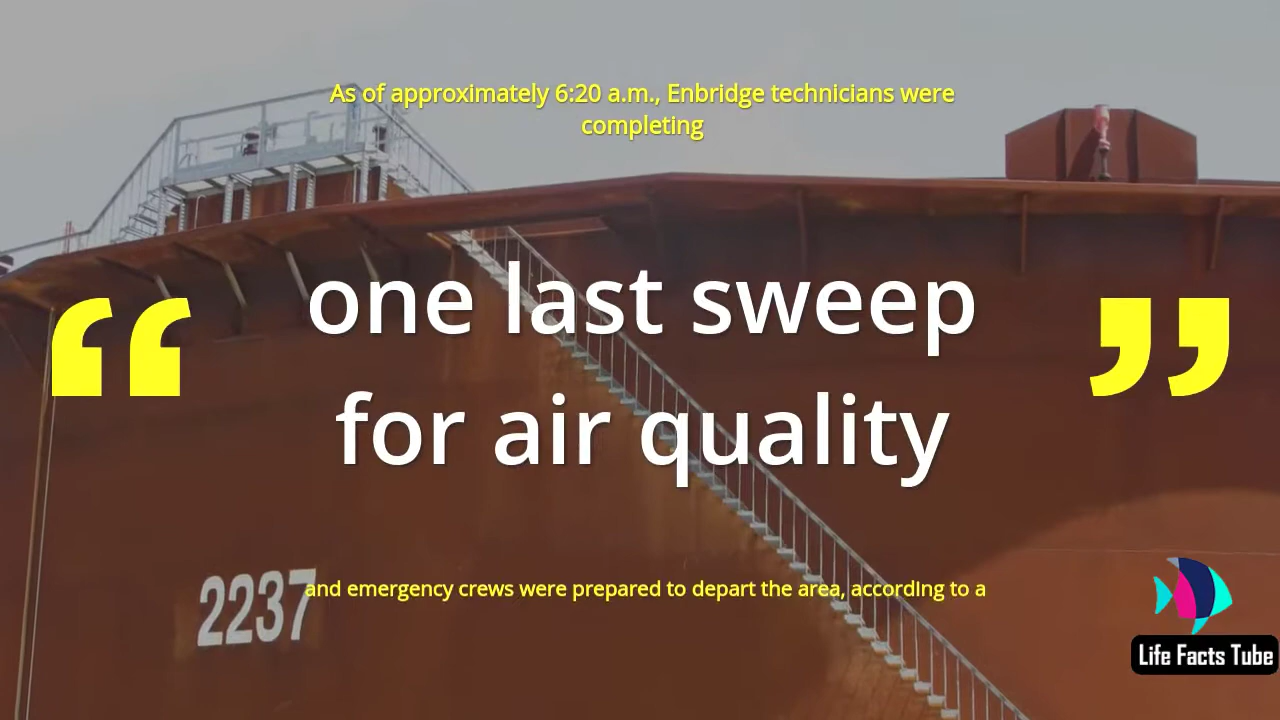 As of approximately 6:20 a.m., Enbridge technicians were
completing
“ one last sweep
for air quality ”
2237
and emergency crews were prepared to depart the area, according to a
Life Facts Tube